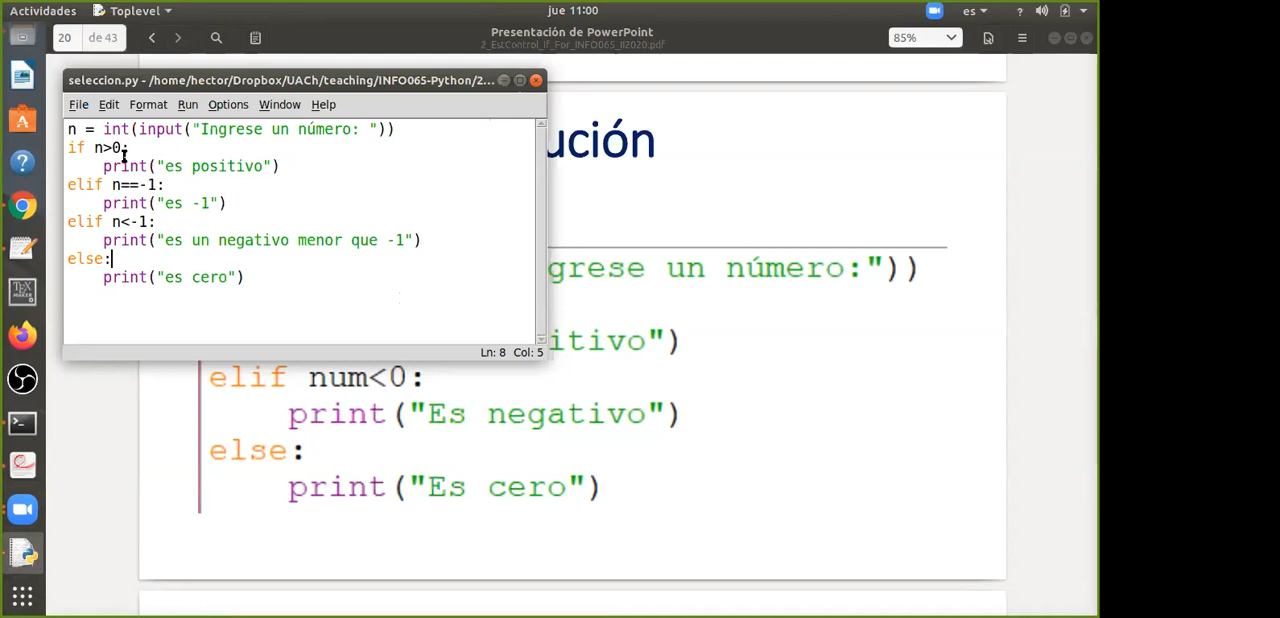 Actividades Toplevel jue 11:00 es ?
20 de 43 Presentación de PowerPoint 85%
2_EstControl_If_For_INFO065_II2020.pdf
seleccion.py - /home/hector/Dropbox/UACh/teaching/INFO065-Python/2...
File Edit Format Run Options Window Help
n = int(input("Ingrese un número: "))
if n>0:
    print("es positivo")
elif n==-1:
    print("es -1")
elif n<-1:
    print("es un negativo menor que -1")
else:
    print("es cero")
Ln: 8 Col: 5
ución
grese un número:"))
itivo")
elif num<0:
    print("Es negativo")
else:
    print("Es cero")